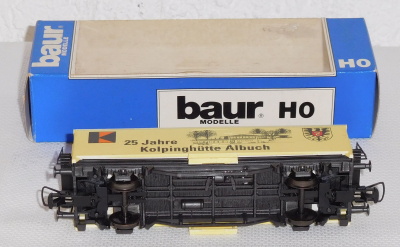 baur
MODELLE
HO
baur HO
MODELLE
25 Jahre
Kolpinghütte Albuch